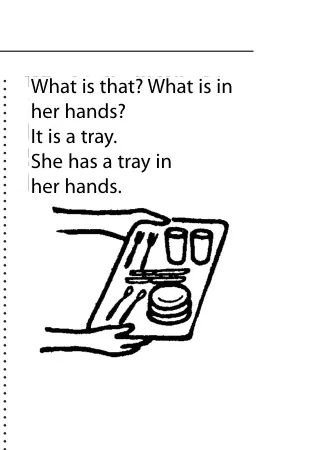 What is that? What is in
her hands?
It is a tray.
She has a tray in
her hands.